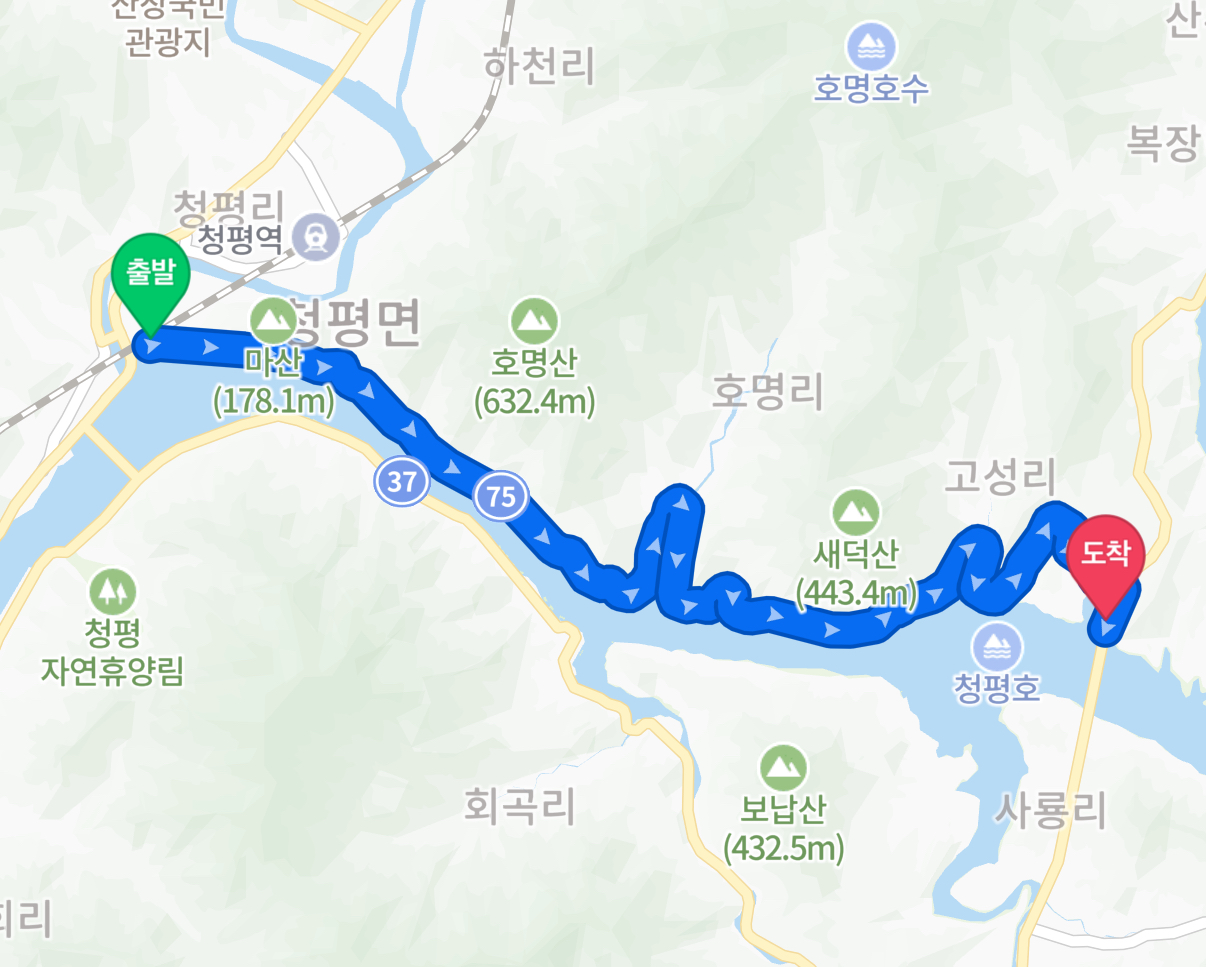 관광지
하천리
호명호수
복장
청평리
청평역
출발
청평면
마산
(178.1m)
호명산
(632.4m)
호명리
37
75
고성리
새덕산
(443.4m)
도착
청평
자연휴양림
청평호
회곡리
보납산
(432.5m)
사룡리